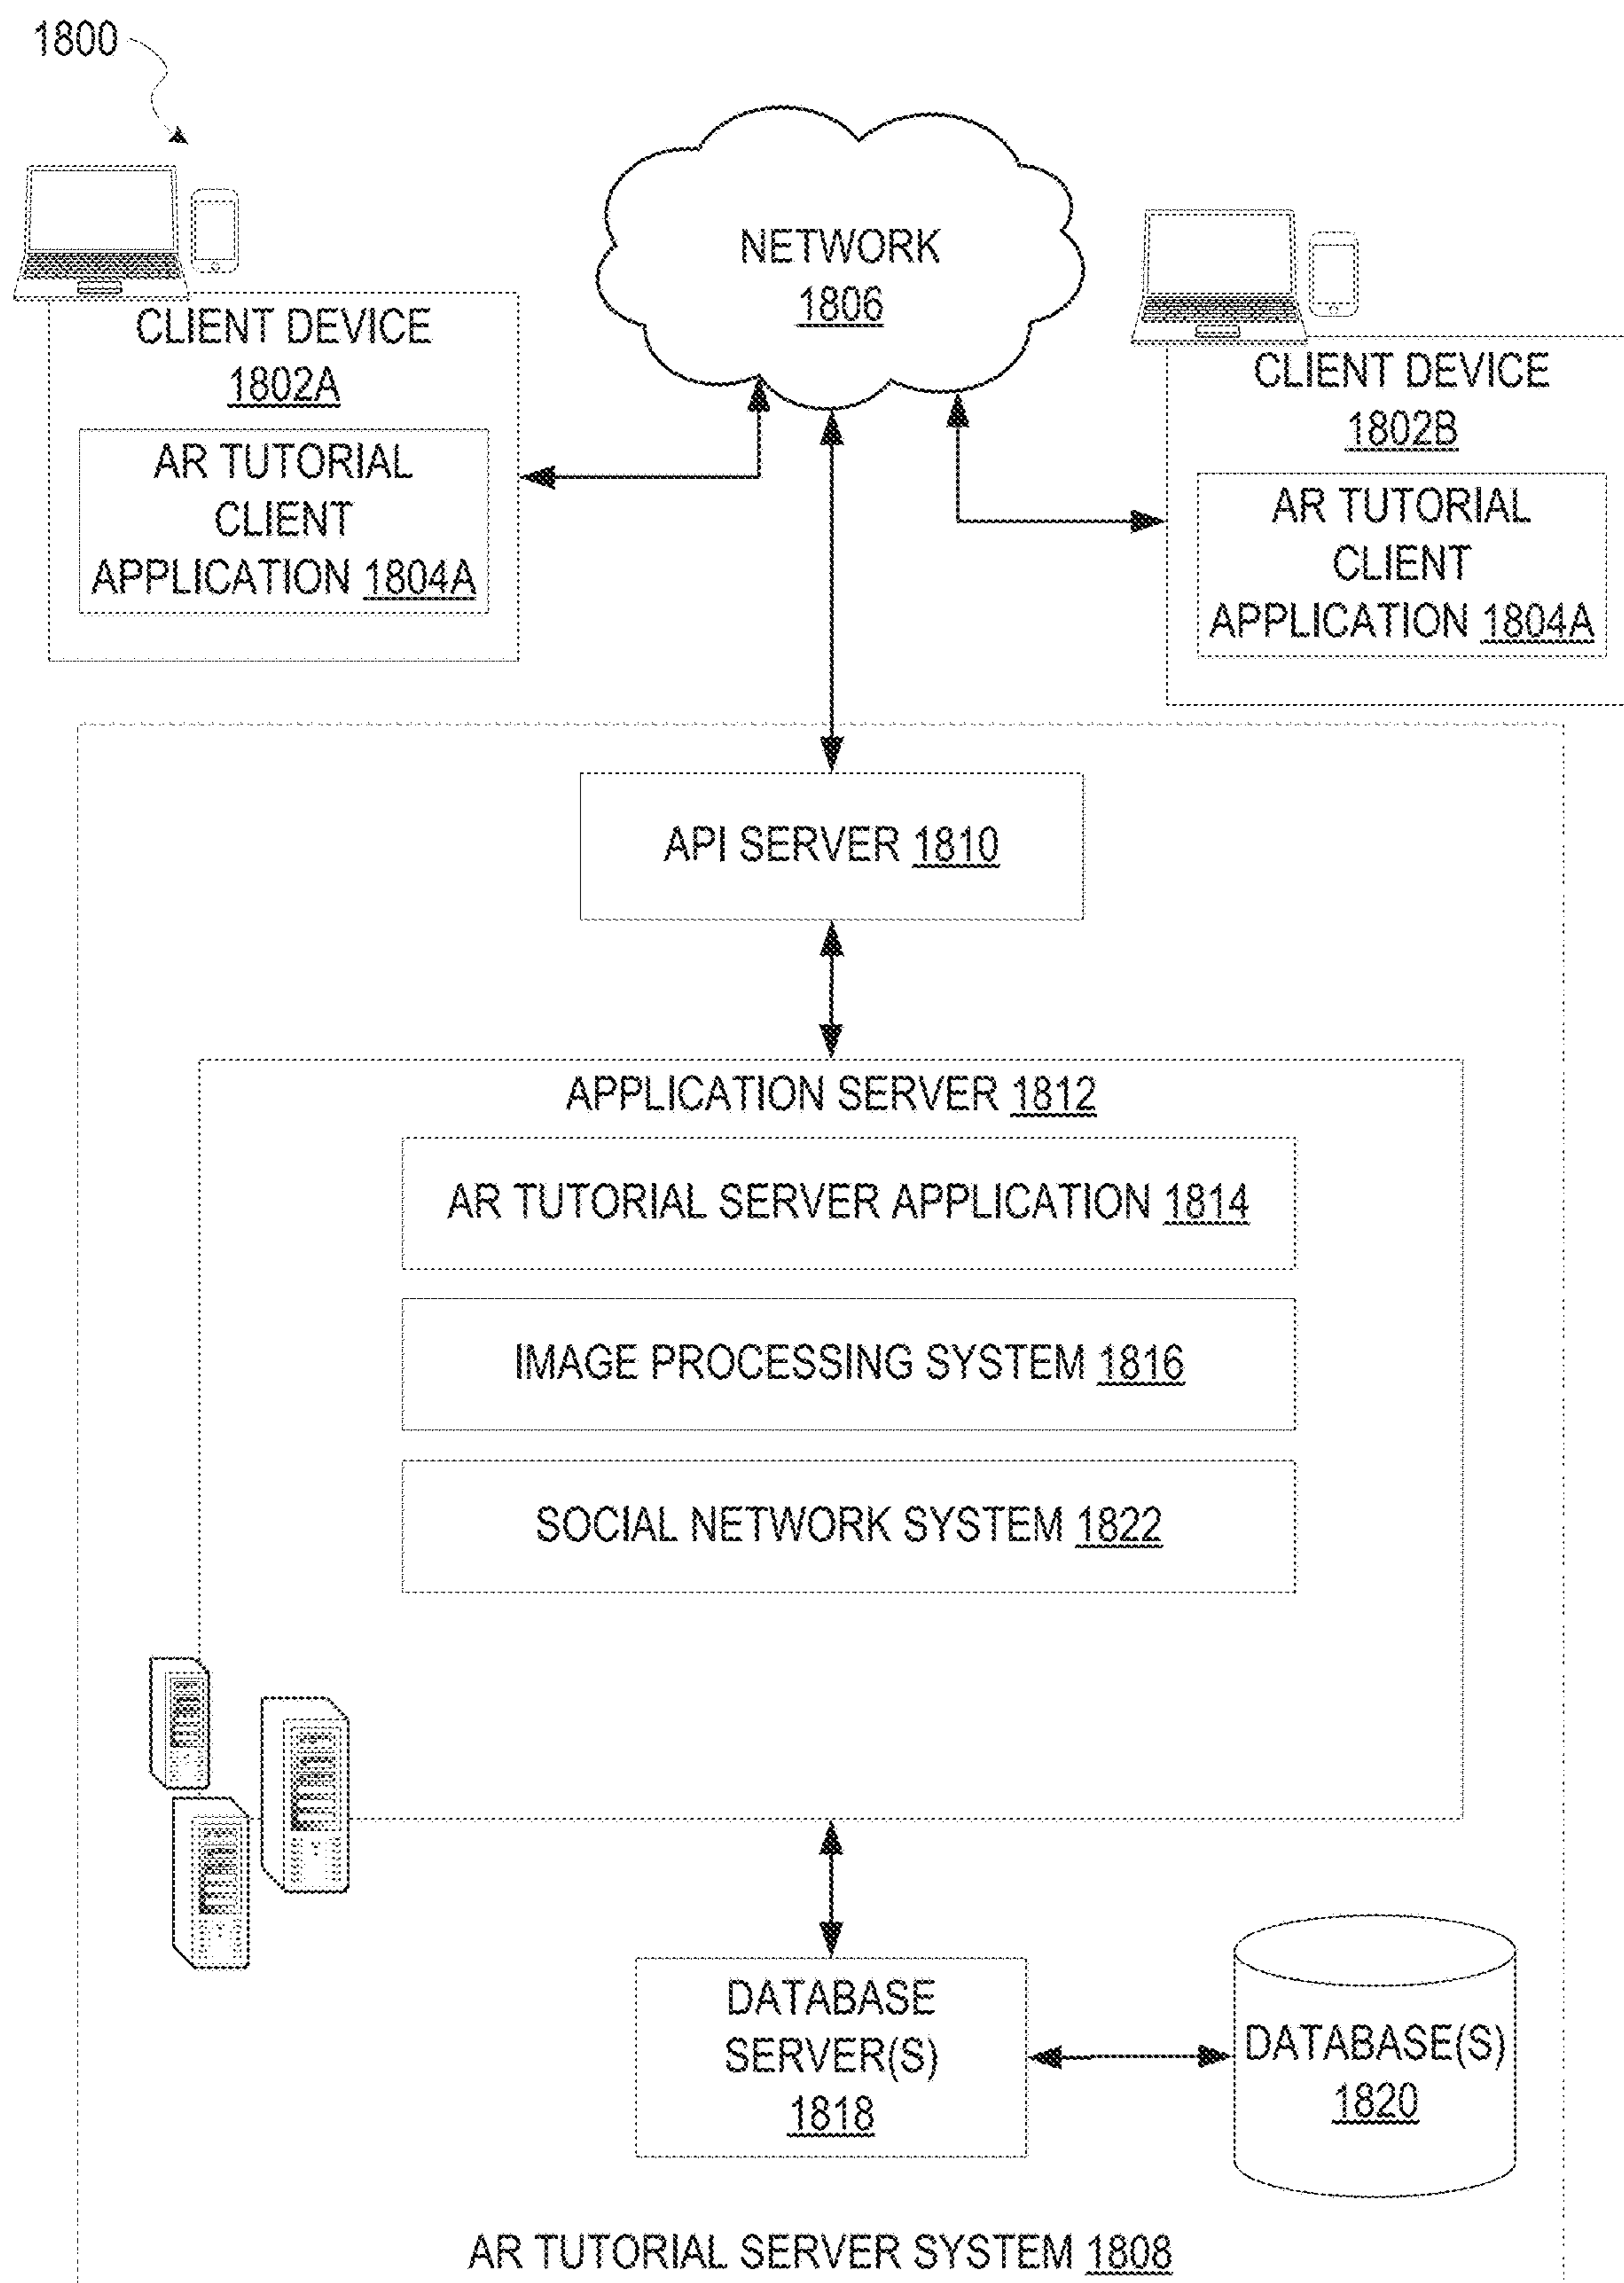 1800
NETWORK
1806
CLIENT DEVICE
1802A
AR TUTORIAL
CLIENT
APPLICATION 1804A
CLIENT DEVICE
1802B
AR TUTORIAL
CLIENT
APPLICATION 1804A
API SERVER 1810
APPLICATION SERVER 1812
AR TUTORIAL SERVER APPLICATION 1814
IMAGE PROCESSING SYSTEM 1816
SOCIAL NETWORK SYSTEM 1822
DATABASE
SERVER(S)
1818
DATABASE(S)
1820
AR TUTORIAL SERVER SYSTEM 1808